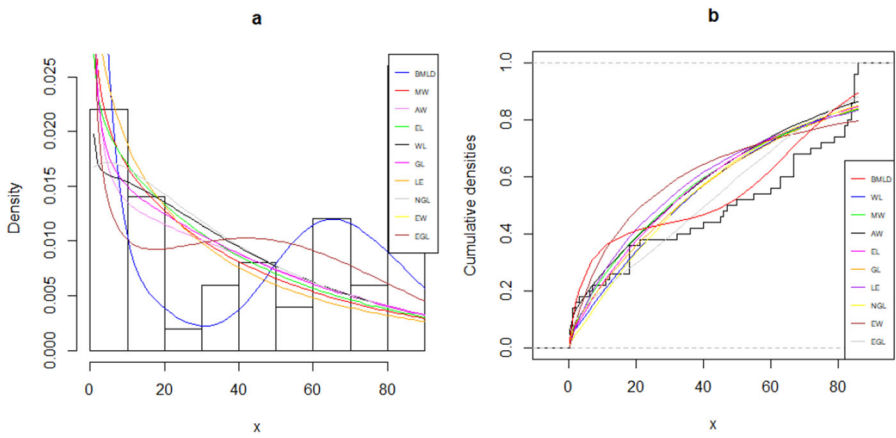 a
Density
0.025
0.020
0.015
0.010
0.005
0.000
0
20
40
60
80
x
BMLD
MW
AW
EL
WL
GL
LE
NGL
EW
EGL
b
Cumulative densities
1.0
0.8
0.6
0.4
0.2
0.0
0
20
40
60
80
x
BMLD
WL
MW
AW
EL
GL
LE
NGL
EW
EGL